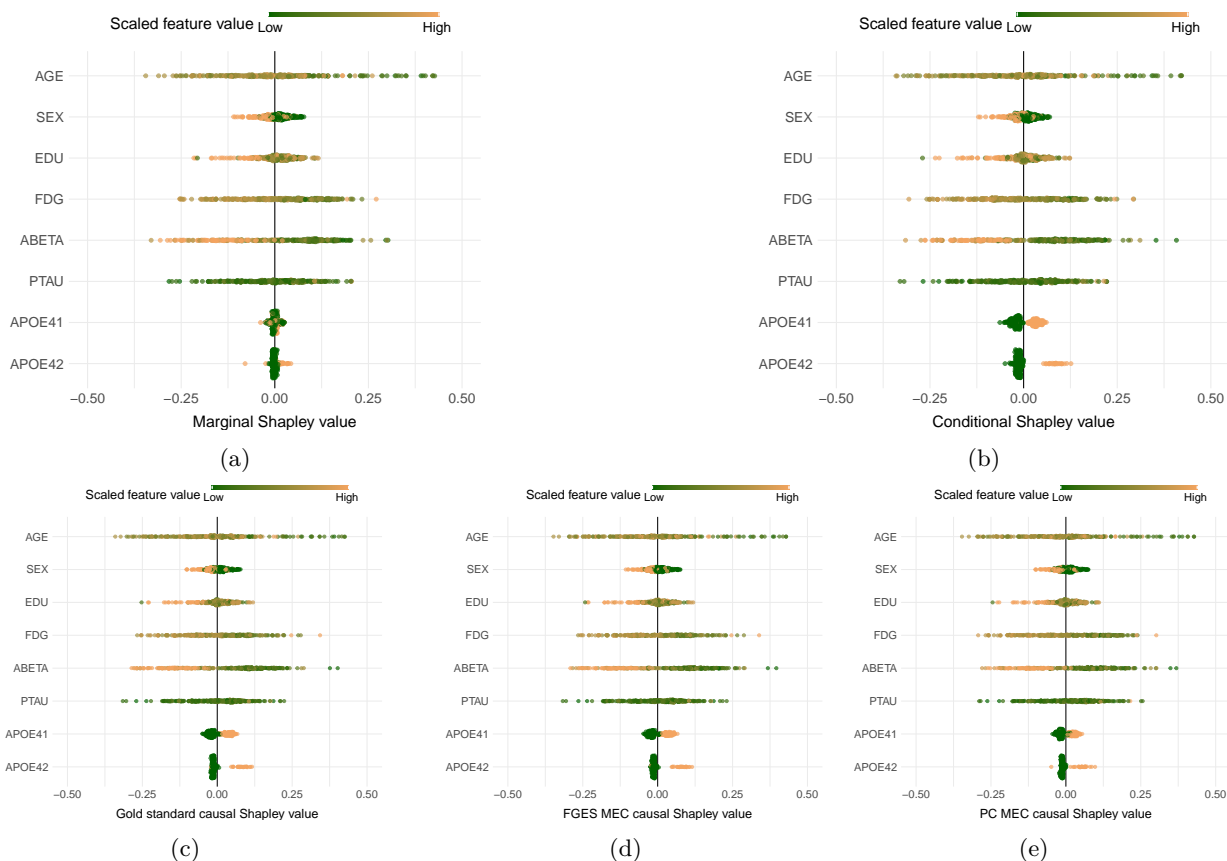 Scaled feature value Low High
AGE
SEX
EDU
FDG
ABETA
PTAU
APOE41
APOE42
−0.50 −0.25 0.00 0.25 0.50
Marginal Shapley value
(a)
Scaled feature value Low High
AGE
SEX
EDU
FDG
ABETA
PTAU
APOE41
APOE42
−0.50 −0.25 0.00 0.25 0.50
Conditional Shapley value
(b)
Scaled feature value Low High
AGE
SEX
EDU
FDG
ABETA
PTAU
APOE41
APOE42
−0.50 −0.25 0.00 0.25 0.50
Gold standard causal Shapley value
(c)
Scaled feature value Low High
AGE
SEX
EDU
FDG
ABETA
PTAU
APOE41
APOE42
−0.50 −0.25 0.00 0.25 0.50
FGES MEC causal Shapley value
(d)
Scaled feature value Low High
AGE
SEX
EDU
FDG
ABETA
PTAU
APOE41
APOE42
−0.50 −0.25 0.00 0.25 0.50
PC MEC causal Shapley value
(e)